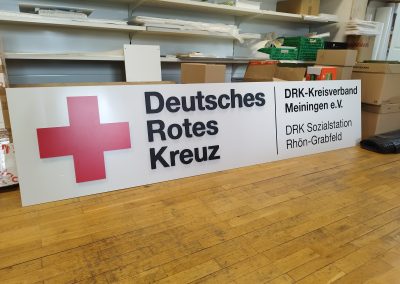 Deutsches
Rotes
Kreuz
DRK-Kreisverband
Meiningen e.V.
DRK Sozialstation
Rhön-Grabfeld